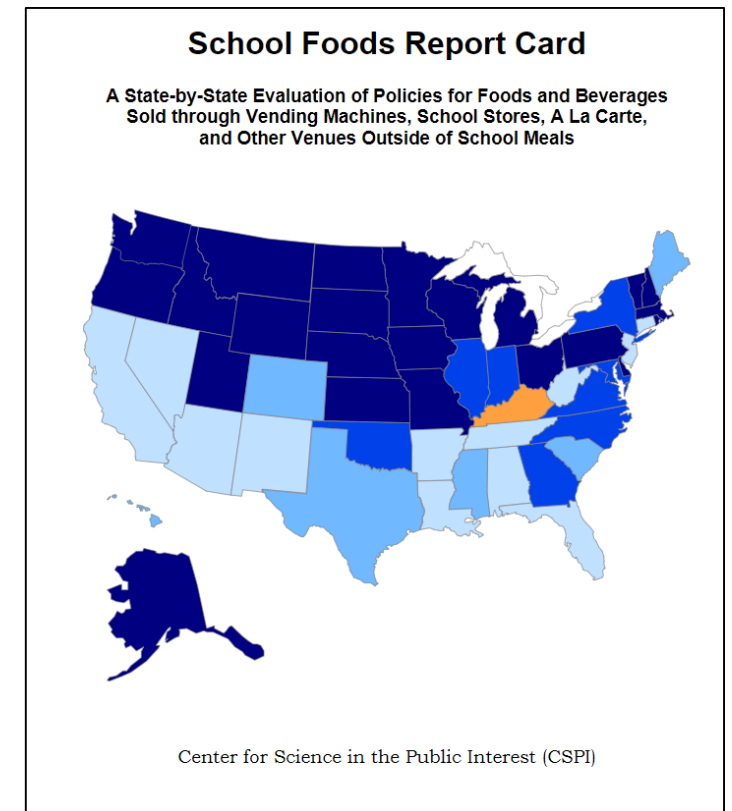 School Foods Report Card
A State-by-State Evaluation of Policies for Foods and Beverages
Sold through Vending Machines, School Stores, A La Carte,
and Other Venues Outside of School Meals
Center for Science in the Public Interest (CSPI)